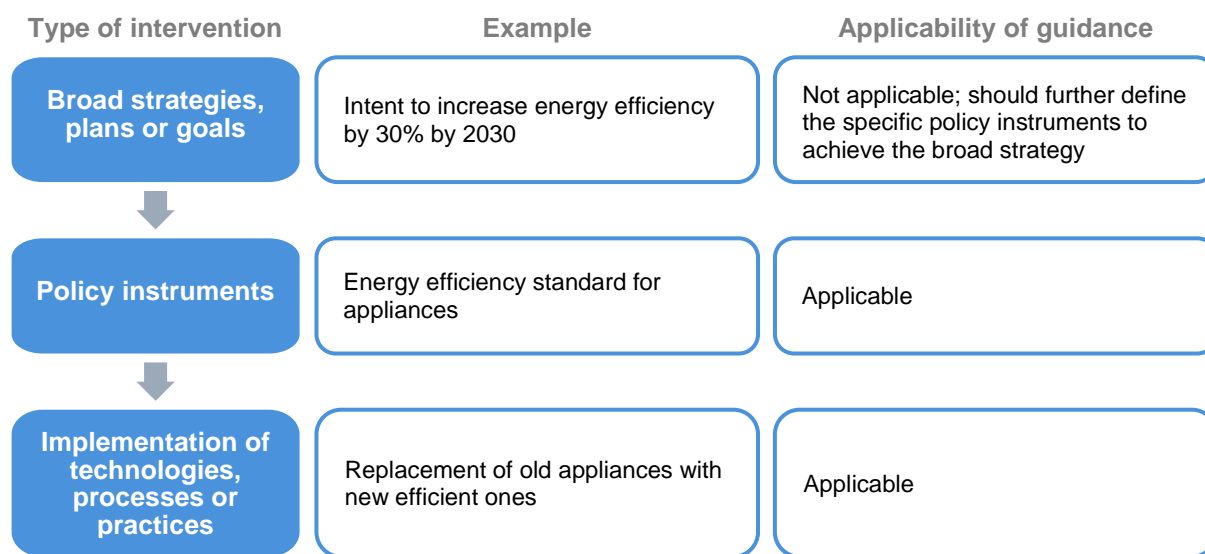 Type of intervention
Example
Applicability of guidance
Broad strategies,
plans or goals
Intent to increase energy efficiency
by 30% by 2030
Not applicable; should further define
the specific policy instruments to
achieve the broad strategy
Policy instruments
Energy efficiency standard for
appliances
Applicable
Implementation of
technologies,
processes or
practices
Replacement of old appliances with
new efficient ones
Applicable